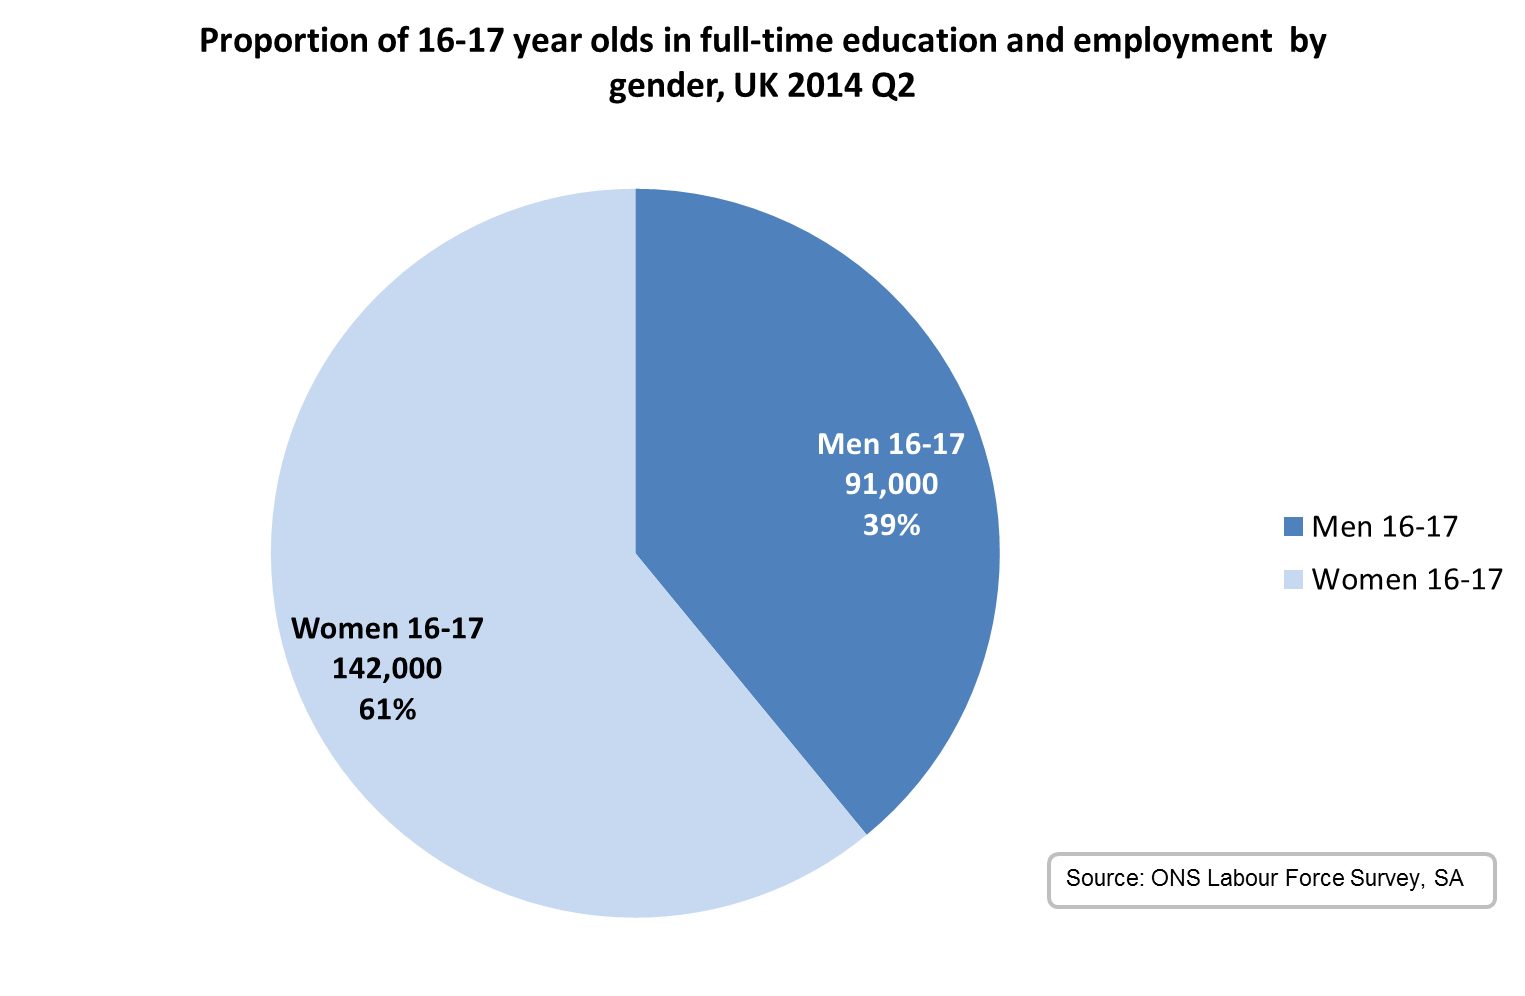 Proportion of 16-17 year olds in full-time education and employment  by
gender, UK 2014 Q2
Men 16-17
91,000
39%
Women 16-17
142,000
61%
Men 16-17
Women 16-17
Source: ONS Labour Force Survey, SA